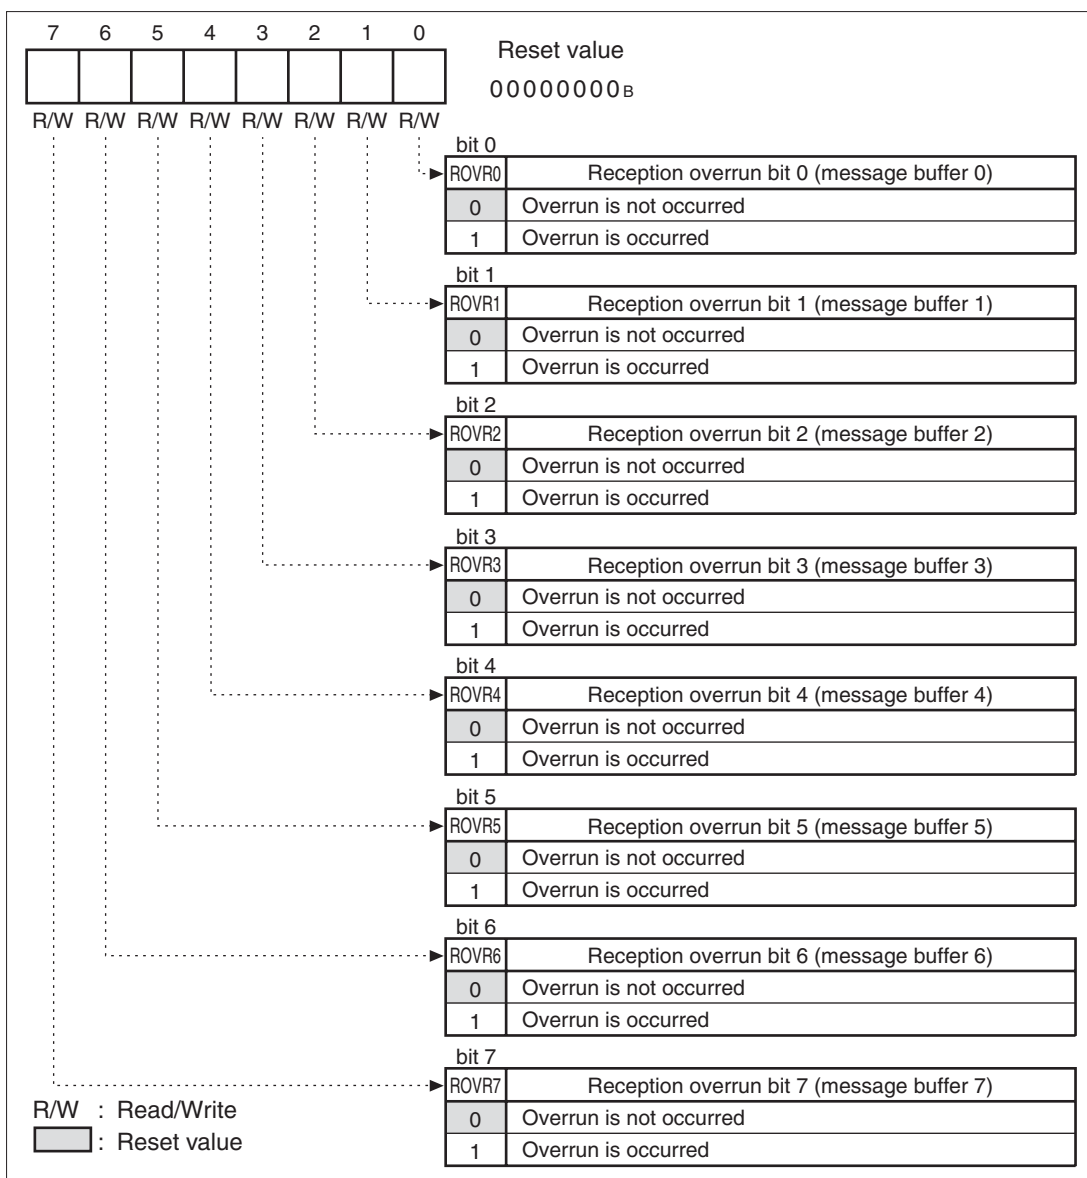 7 6 5 4 3 2 1 0
Reset value
00000000B
R/W R/W R/W R/W R/W R/W R/W R/W
bit 0
ROVR0 Reception overrun bit 0 (message buffer 0)
0 Overrun is not occurred
1 Overrun is occurred
bit 1
ROVR1 Reception overrun bit 1 (message buffer 1)
0 Overrun is not occurred
1 Overrun is occurred
bit 2
ROVR2 Reception overrun bit 2 (message buffer 2)
0 Overrun is not occurred
1 Overrun is occurred
bit 3
ROVR3 Reception overrun bit 3 (message buffer 3)
0 Overrun is not occurred
1 Overrun is occurred
bit 4
ROVR4 Reception overrun bit 4 (message buffer 4)
0 Overrun is not occurred
1 Overrun is occurred
bit 5
ROVR5 Reception overrun bit 5 (message buffer 5)
0 Overrun is not occurred
1 Overrun is occurred
bit 6
ROVR6 Reception overrun bit 6 (message buffer 6)
0 Overrun is not occurred
1 Overrun is occurred
bit 7
ROVR7 Reception overrun bit 7 (message buffer 7)
0 Overrun is not occurred
1 Overrun is occurred
R/W : Read/Write
: Reset value